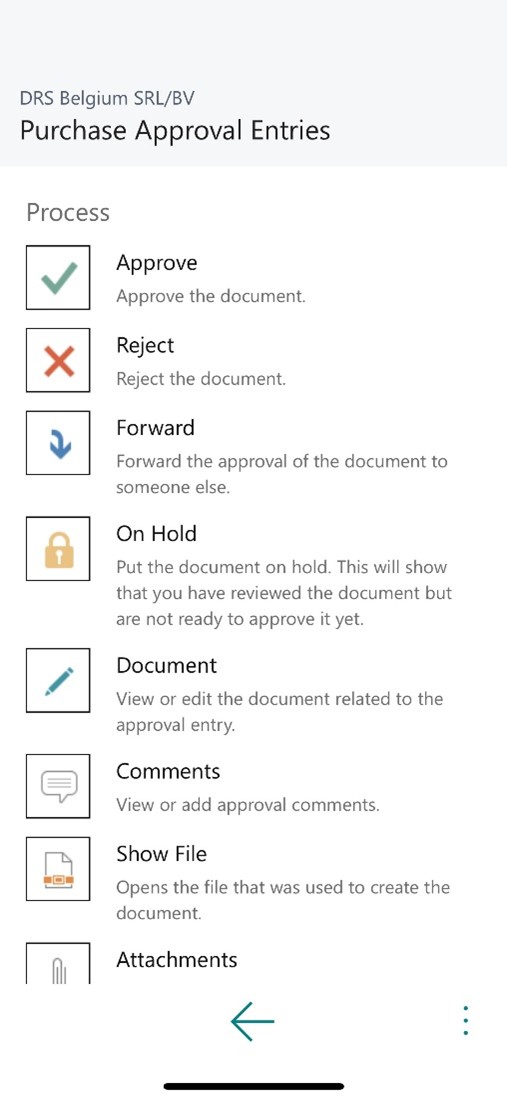 DRS Belgium SRL/BV
Purchase Approval Entries
Process
Approve
Approve the document.
Reject
Reject the document.
Forward
Forward the approval of the document to
someone else.
On Hold
Put the document on hold. This will show
that you have reviewed the document but
are not ready to approve it yet.
Document
View or edit the document related to the
approval entry.
Comments
View or add approval comments.
Show File
Opens the file that was used to create the
document.
Attachments